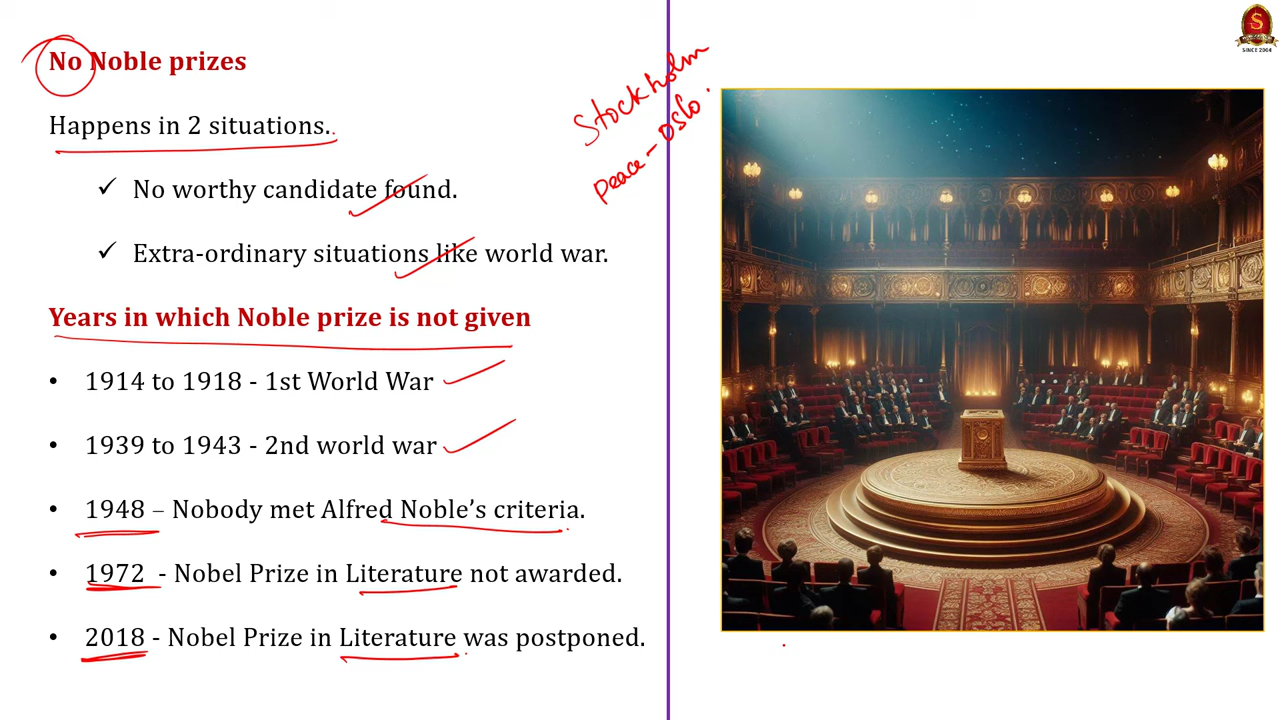 No Noble prizes
Happens in 2 situations..
✓ No worthy candidate found.
✓ Extra-ordinary situations like world war.
Years in which Noble prize is not given
• 1914 to 1918 - 1st World War
• 1939 to 1943 - 2nd world war
• 1948 – Nobody met Alfred Noble's criteria.
• 1972 - Nobel Prize in Literature not awarded.
• 2018 - Nobel Prize in Literature was postponed.
Stockholm
Peace - Oslo.
S
SINCE 2004